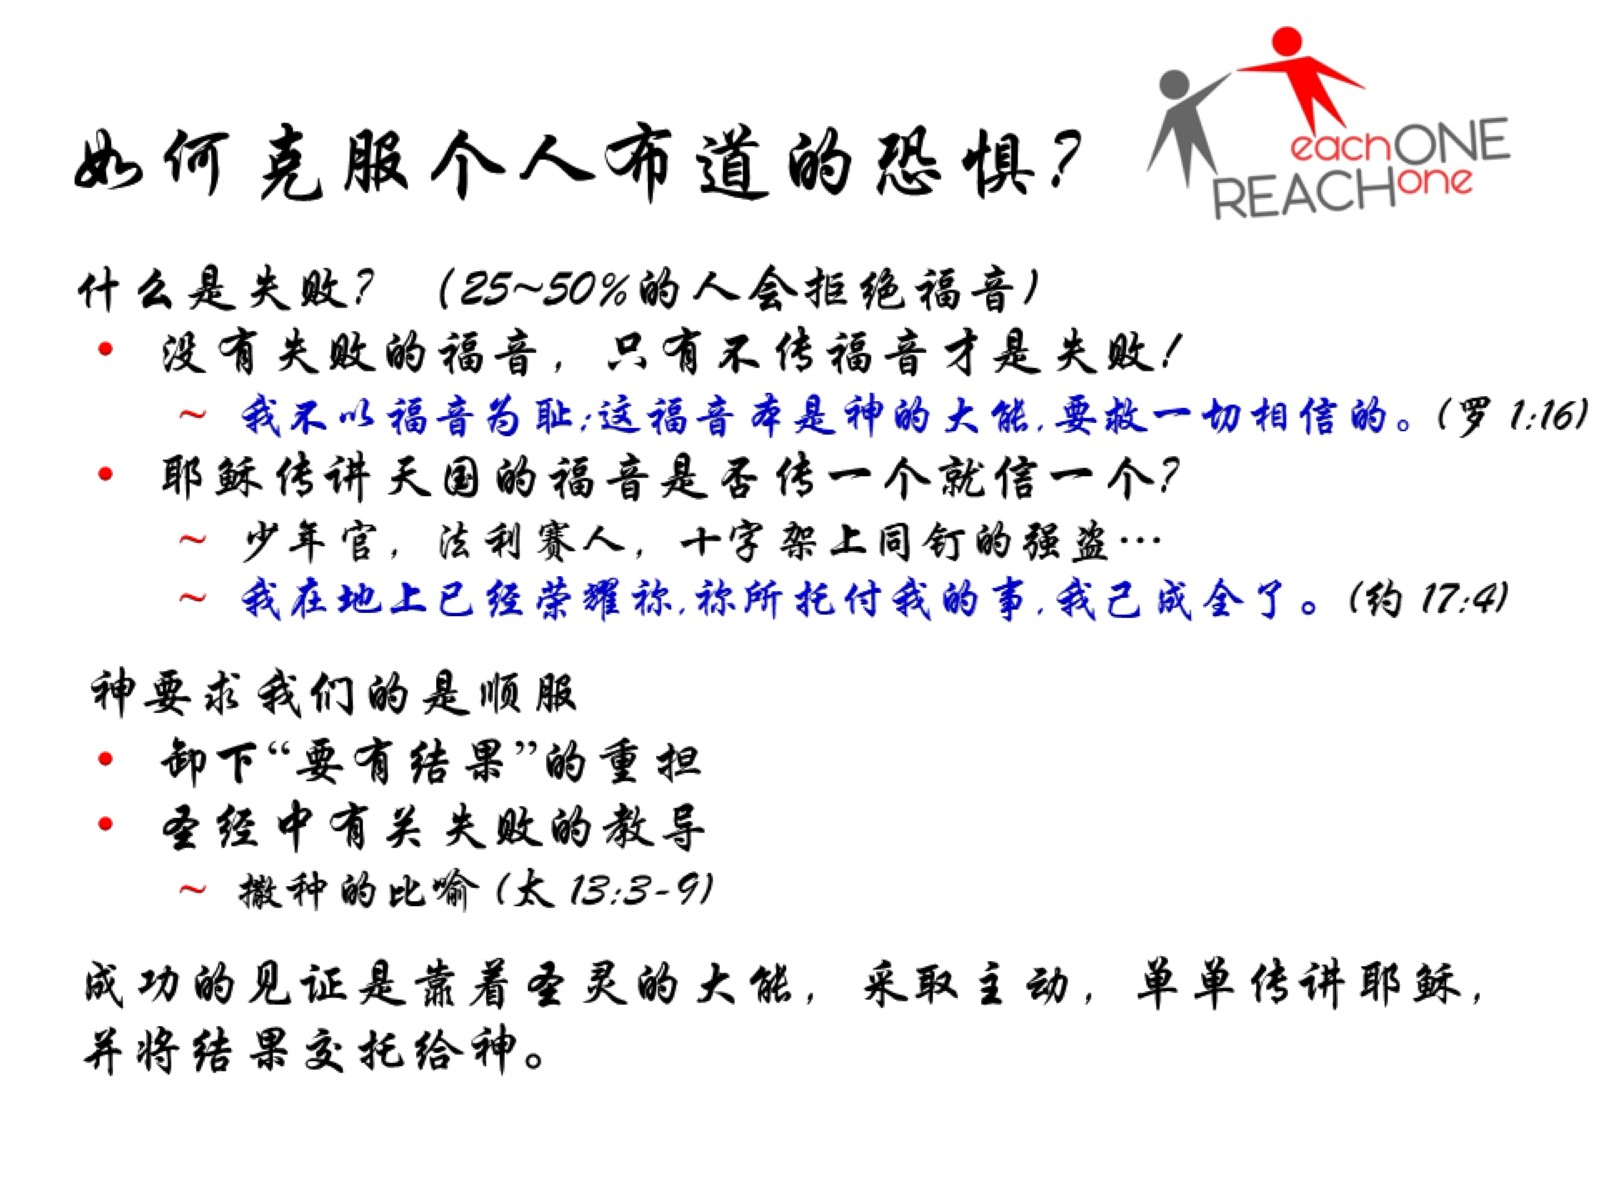 如何克服个人布道的恐惧?
eachONE
REACHone
什么是失败? (25~50%的人会拒绝福音)
• 没有失败的福音, 只有不传福音才是失败!
~ 我不以福音为耻;这福音本是神的大能,要救一切相信的。(罗 1:16)
• 耶稣传讲天国的福音是否传一个就信一个?
~ 少年官, 法利赛人, 十字架上同钉的强盗…
~ 我在地上已经荣耀祢,祢所托付我的事,我己成全了。(约 17:4)
神要求我们的是顺服
• 卸下“要有结果”的重担
• 圣经中有关失败的教导
~ 撒种的比喻 (太 13:3-9)
成功的见证是靠着圣灵的大能, 采取主动, 单单传讲耶稣,
并将结果交托给神。